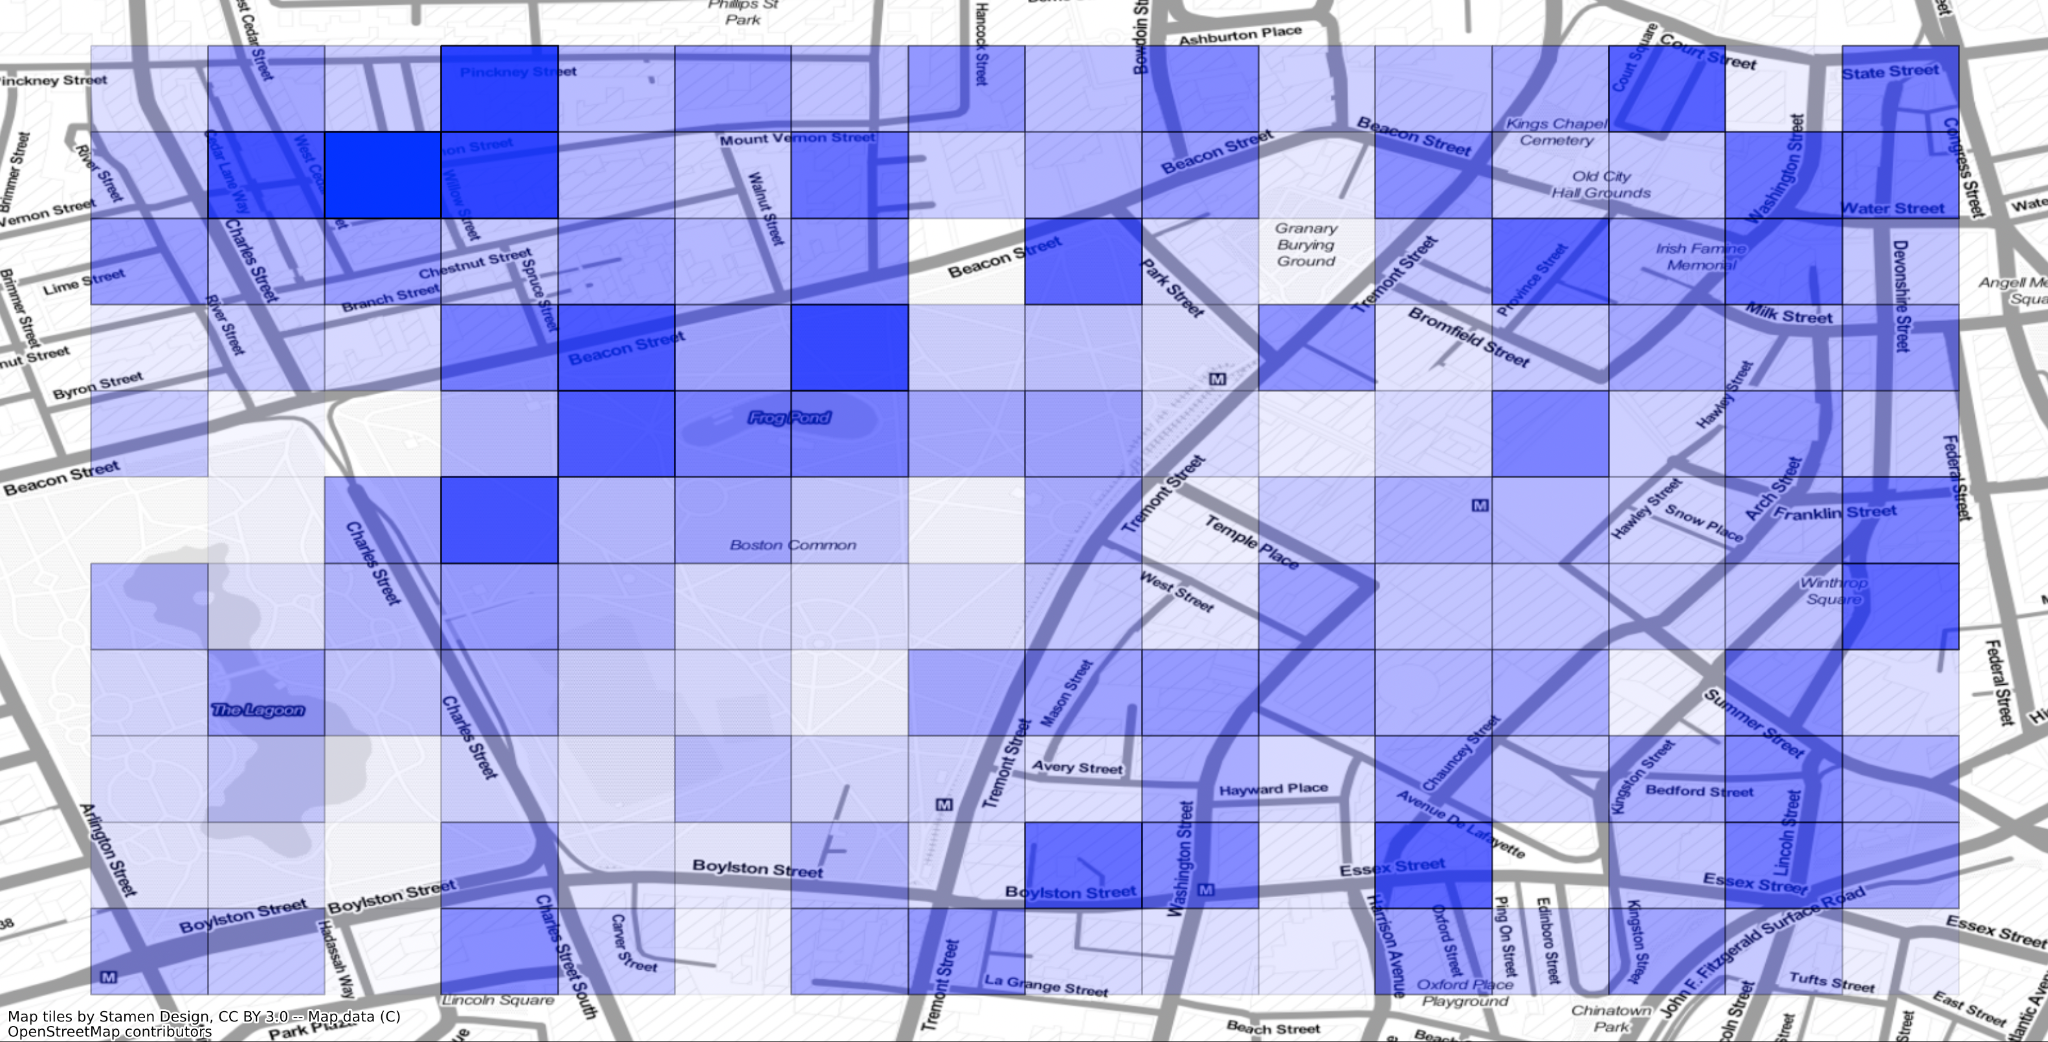 Phillips St
Park
Hancock Street
Ashburton Place
Court Square
Court Street
State Street
Pinckney Street
Kings Chapel
Cemetery
Brimmer Street
River Street
Cedar Lane Way
Mount Vernon Street
Beacon Street
Beacon Street
Washington Street
Congress Street
Old City
Hall Grounds
Willow Street
Walnut Street
Vernon Street
Water Street
Granary
Burying
Ground
Irish Famine
Memorial
Charles Street
Chestnut Street
Spruce Street
Beacon Street
Park Street
Tremont Street
Province Street
Devonshire Street
Lime Street
Branch Street
Brimmer Street
River Street
Milk Street
Bromfield Street
Beacon Street
Byron Street
M
Hawley Street
Frog Pond
Beacon Street
Tremont Street
Arch Street
Federal Street
M
Hawley Street
Snow Place
Franklin Street
Charles Street
Boston Common
Temple Place
West Street
Winthrop
Square
Federal Street
The Lagoon
Charles Street
Mason Street
Summer Street
Tremont Street
Avery Street
Chauncey Street
Kingston Street
Hayward Place
Bedford Street
M
Avenue De Lafayette
Arlington Street
Washington Street
Lincoln Street
Boylston Street
Essex Street
Essex Street
Boylston Street
Boylston Street
M
Boylston Street
Hadassah Way
Charles Street South
Carver Street
Tremont Street
Harrison Avenue
Oxford Street
Ping On Street
Edinboro Street
Kingston Street
John F. Fitzgerald Surface Road
Essex Street
M
La Grange Street
Oxford Place
Playground
Tufts Street
Lincoln Square
East Street
Chinatown
Park
Beach Street
Map tiles by Stamen Design, CC BY 3.0 -- Map data (C)
OpenStreetMap contributors